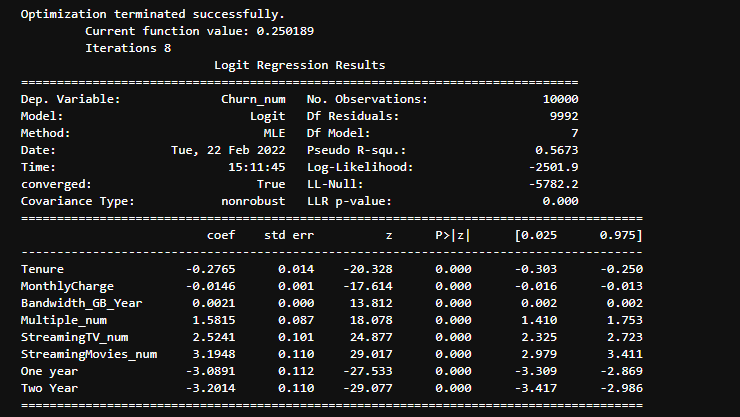 Optimization terminated successfully.
         Current function value: 0.250189
         Iterations 8
                           Logit Regression Results
==============================================================================
Dep. Variable:              Churn_num   No. Observations:                10000
Model:                          Logit   Df Residuals:                     9992
Method:                           MLE   Df Model:                            7
Date:                Tue, 22 Feb 2022   Pseudo R-squ.:                  0.5673
Time:                        15:11:45   Log-Likelihood:                -2501.9
converged:                       True   LL-Null:                       -5782.2
Covariance Type:            nonrobust   LLR p-value:                     0.000
=======================================================================================
                          coef    std err          z      P>|z|      [0.025      0.975]
---------------------------------------------------------------------------------------
Tenure                 -0.2765      0.014    -20.328      0.000      -0.303      -0.250
MonthlyCharge          -0.0146      0.001    -17.614      0.000      -0.016      -0.013
Bandwidth_GB_Year       0.0021      0.000     13.812      0.000       0.002       0.002
Multiple_num            1.5815      0.087     18.078      0.000       1.410       1.753
StreamingTV_num         2.5241      0.101     24.877      0.000       2.325       2.723
StreamingMovies_num     3.1948      0.110     29.017      0.000       2.979       3.411
One year               -3.0891      0.112    -27.533      0.000      -3.309      -2.869
Two Year               -3.2014      0.110    -29.077      0.000      -3.417      -2.986
=======================================================================================